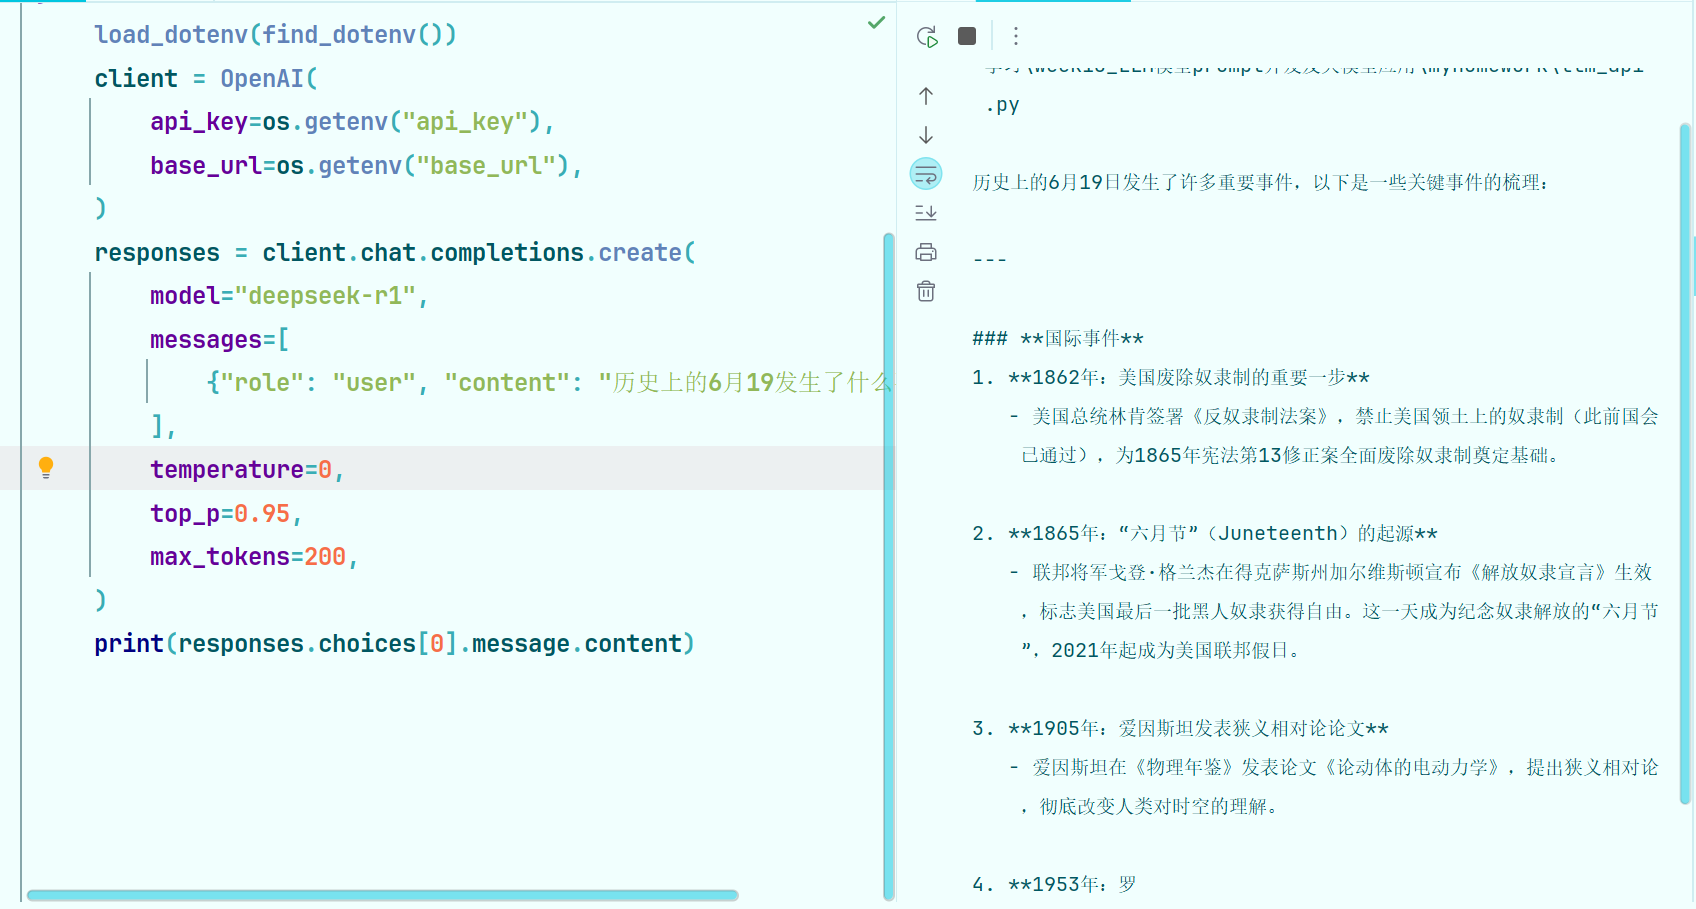 load_dotenv(find_dotenv())
client = OpenAI(
api_key=os.getenv("api_key"),
base_url=os.getenv("base_url"),
)
responses = client.chat.completions.create(
model="deepseek-r1",
messages=[
{"role": "user", "content": "历史上的6月19发生了什么
],
temperature=0,
top_p=0.95,
max_tokens=200,
)
print(responses.choices[0].message.content)
.py
历史上的6月19日发生了许多重要事件，以下是一些关键事件的梳理：
---
### **国际事件**
1. **1862年：美国废除奴隶制的重要一步**
- 美国总统林肯签署《反奴隶制法案》，禁止美国领土上的奴隶制（此前国会
已通过），为1865年宪法第13修正案全面废除奴隶制奠定基础。
2. **1865年：“六月节”（Juneteenth）的起源**
- 联邦将军戈登·格兰杰在得克萨斯州加尔维斯顿宣布《解放奴隶宣言》生效
，标志美国最后一批黑人奴隶获得自由。这一天成为纪念奴隶解放的“六月节
”，2021年起成为美国联邦假日。
3. **1905年：爱因斯坦发表狭义相对论论文**
- 爱因斯坦在《物理年鉴》发表论文《论动体的电动力学》，提出狭义相对论
，彻底改变人类对时空的理解。
4. **1953年：罗